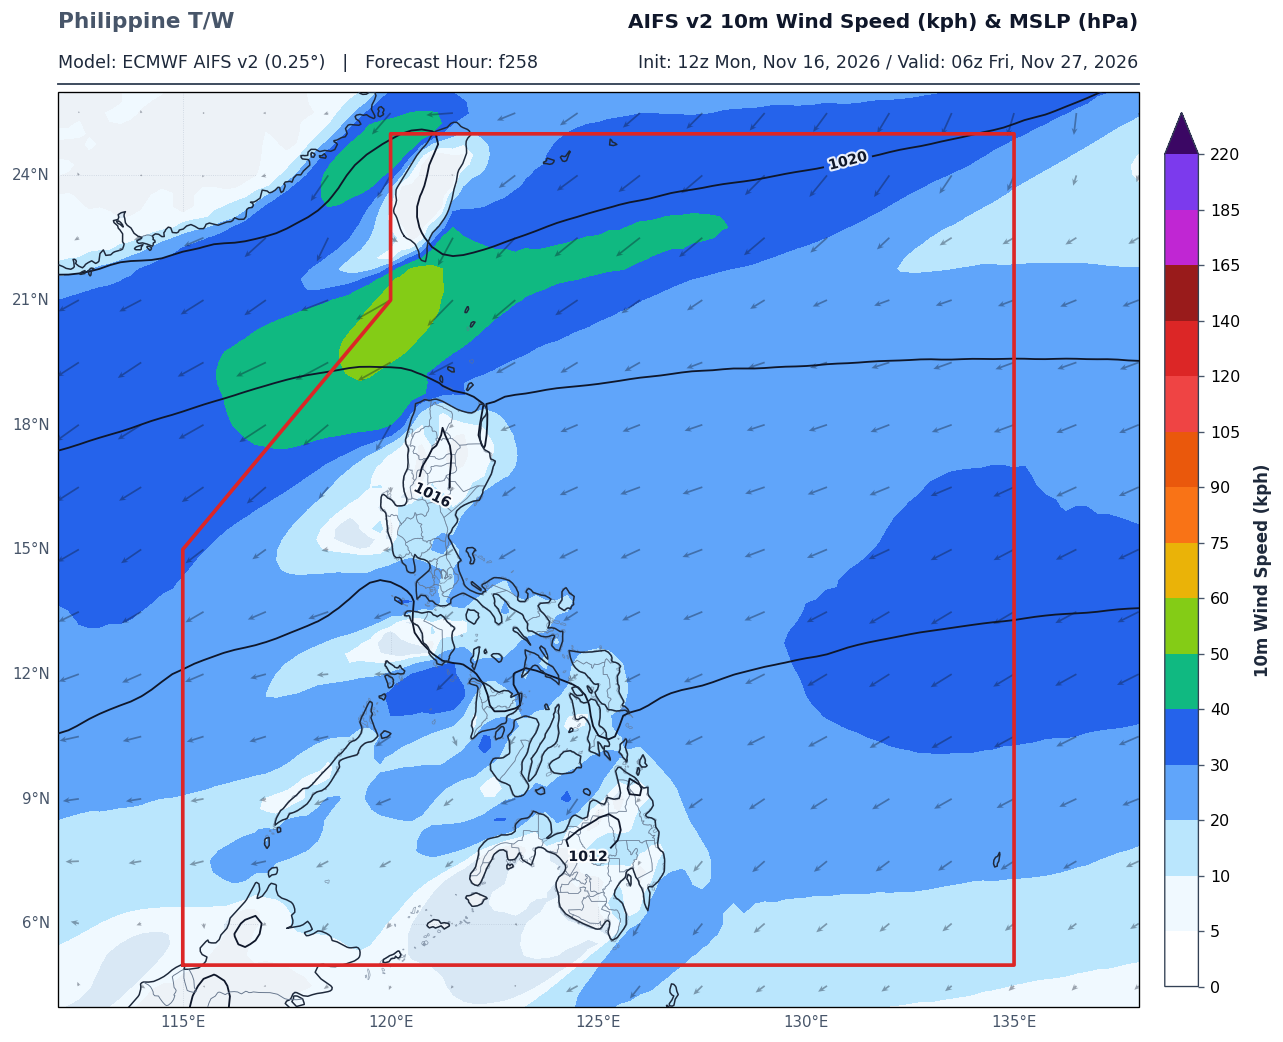 Philippine T/W
AIFS v2 10m Wind Speed (kph) & MSLP (hPa)
Model: ECMWF AIFS v2 (0.25°) | Forecast Hour: f258
Init: 12z Mon, Nov 16, 2026 / Valid: 06z Fri, Nov 27, 2026
24°N
21°N
18°N
15°N
12°N
9°N
6°N
1020
1016
1012
115°E
120°E
125°E
130°E
135°E
220
185
165
140
120
105
90
75
60
50
40
30
20
10
5
0
10m Wind Speed (kph)